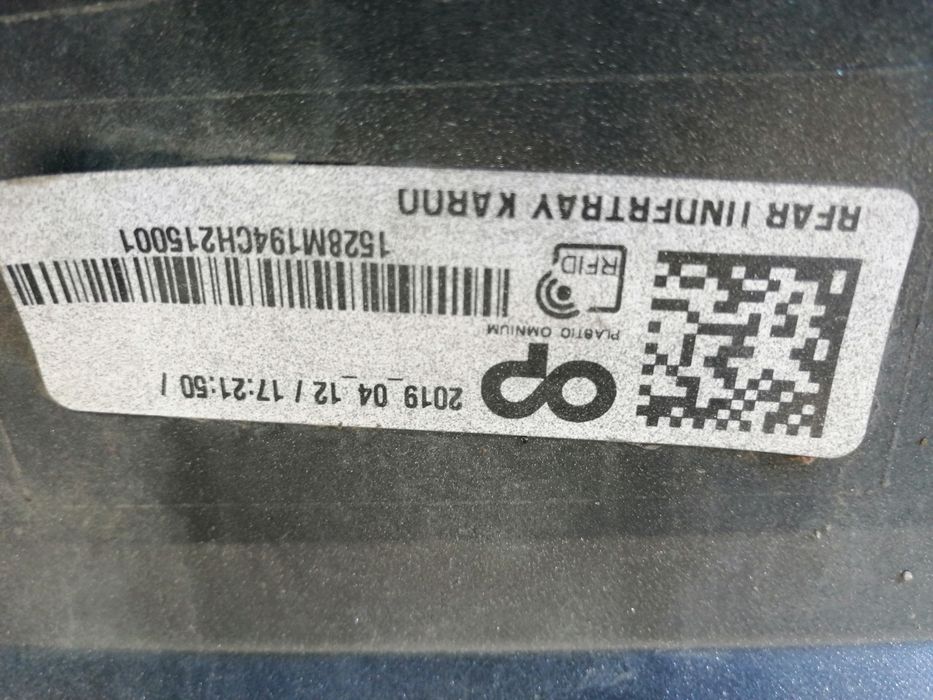 2019_04_12 / 17:21:50 /
op
PLASTIC OMNIUM
RFID
1528M194CH215001
REAR UNDERTRAY KAROQ